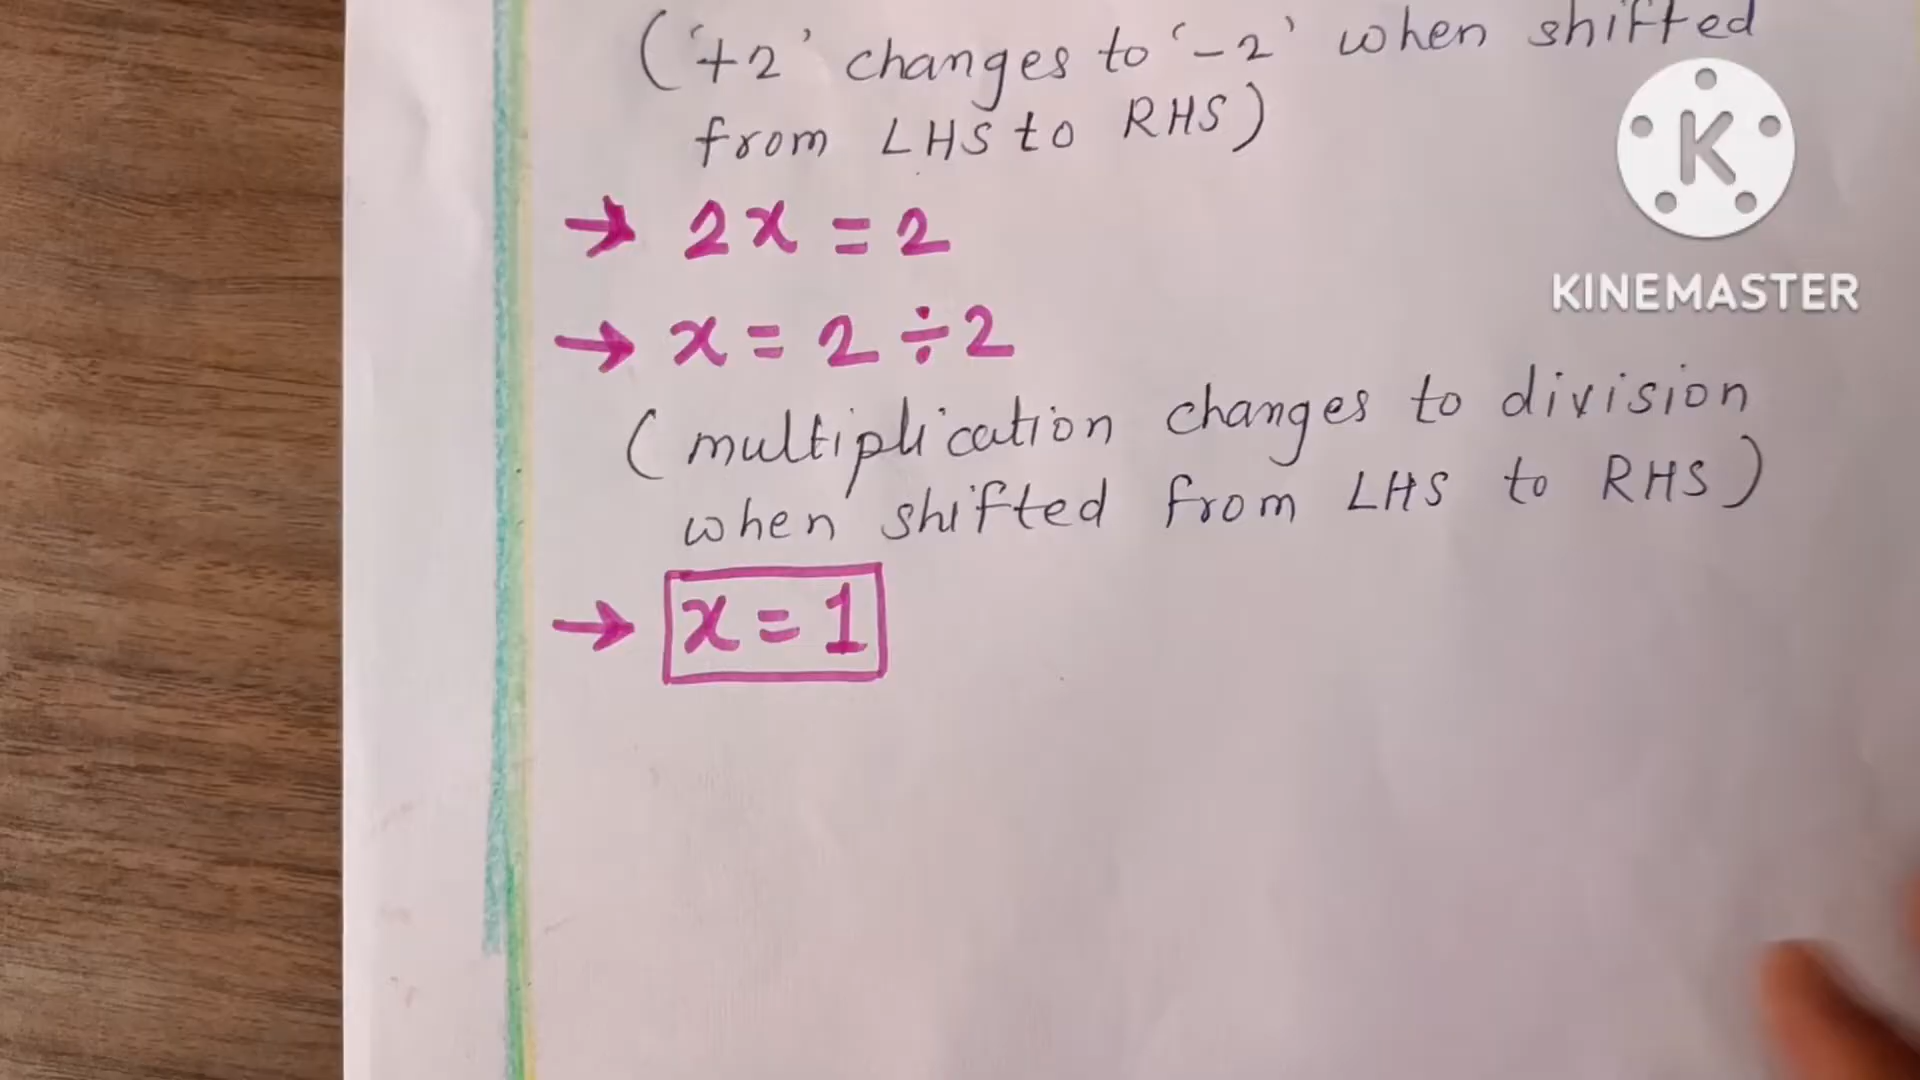 ('+2' changes to '-2' when shifted
from LHS to RHS)
→ 2x = 2
→ x = 2 ÷ 2
(multiplication changes to division
when shifted from LHS to RHS)
→ x = 1
K
KINEMASTER